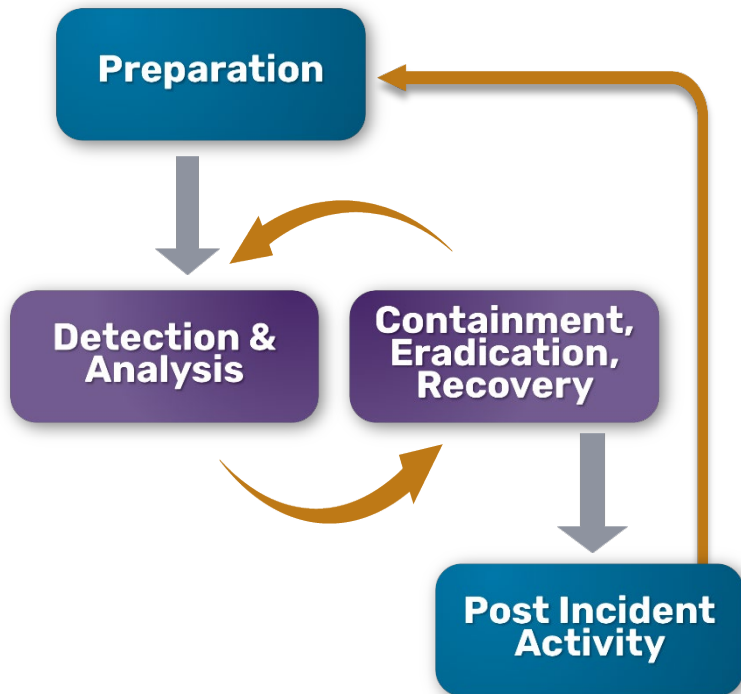 Preparation
Detection &
Analysis
Containment,
Eradication,
Recovery
Post Incident
Activity